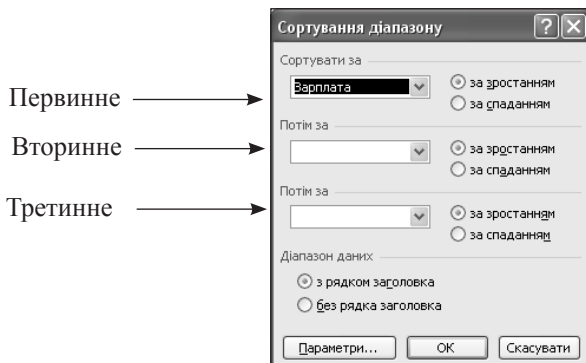 Сортування діапазону
Сортувати за
Первинне
Зарплата
за зростанням
за спаданням
Потім за
Вторинне
за зростанням
за спаданням
Потім за
Третинне
за зростанням
за спаданням
Діапазон даних
з рядком заголовка
без рядка заголовка
Параметри... ОК Скасувати